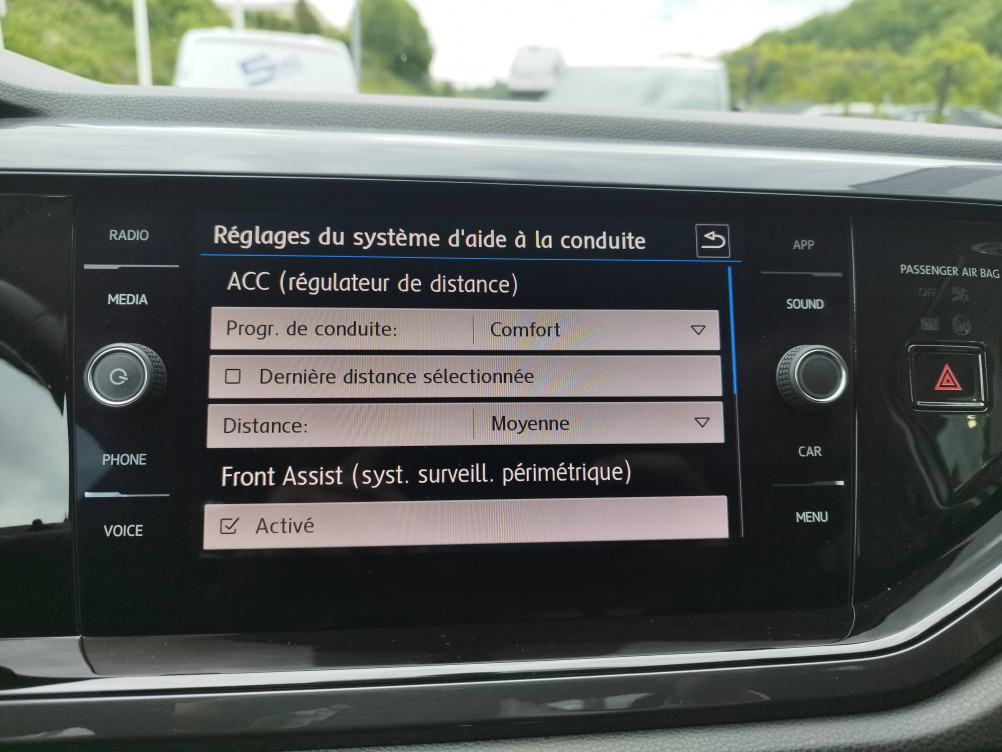 RADIO
MEDIA
PHONE
VOICE
Réglages du système d'aide à la conduite
ACC (régulateur de distance)
Progr. de conduite: Comfort
Dernière distance sélectionnée
Distance: Moyenne
Front Assist (syst. surveill. périmétrique)
Activé
APP
SOUND
CAR
MENU
PASSENGER AIR BAG
OFF